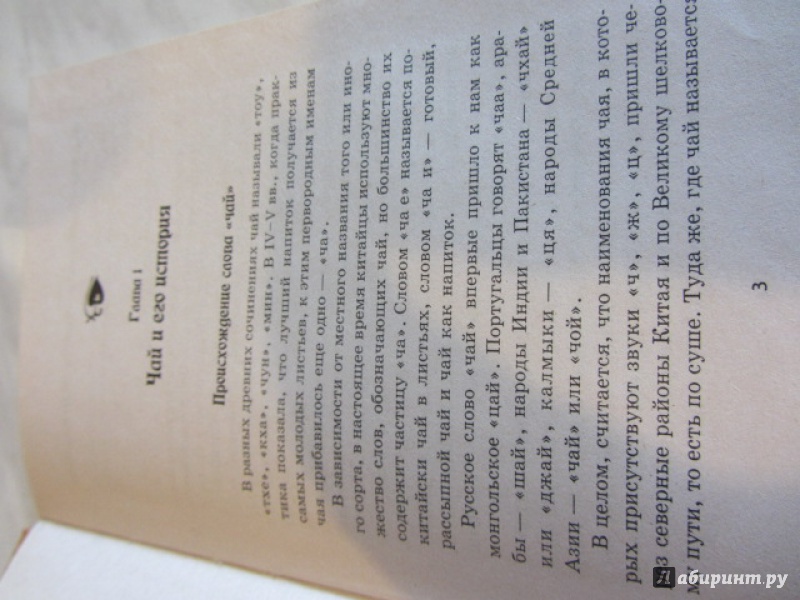 Глава 1
Чай и его история
Происхождение слова «чай»
В разных древних сочинениях чай называли «тоу»,
«тхе», «кха», «чун», «мин». В IV–V вв., когда прак-
тика показала, что лучший напиток получается из
самых молодых листьев, к этим первородным именам
чая прибавилось еще одно — «ча».
В зависимости от местного названия того или ино-
го сорта, в настоящее время китайцы используют мно-
жество слов, обозначающих чай, но большинство их
содержит частицу «ча». Словом «ча е» называется по-
китайски чай в листьях, словом «ча и» — готовый,
рассыпной чай и чай как напиток.
Русское слово «чай» впервые пришло к нам как
монгольское «цай». Португальцы говорят «чаа», ара-
бы — «шай», народы Индии и Пакистана — «чхай»
или «джай», калмыки — «ця», народы Средней
Азии — «чай» или «чой».
В целом, считается, что наименования чая, в кото-
рых присутствуют звуки «ч», «ж», «ц», пришли че-
рез северные районы Китая и по Великому шелково-
му пути, то есть по суше. Туда же, где чай называется
3
Лабиринт.ру